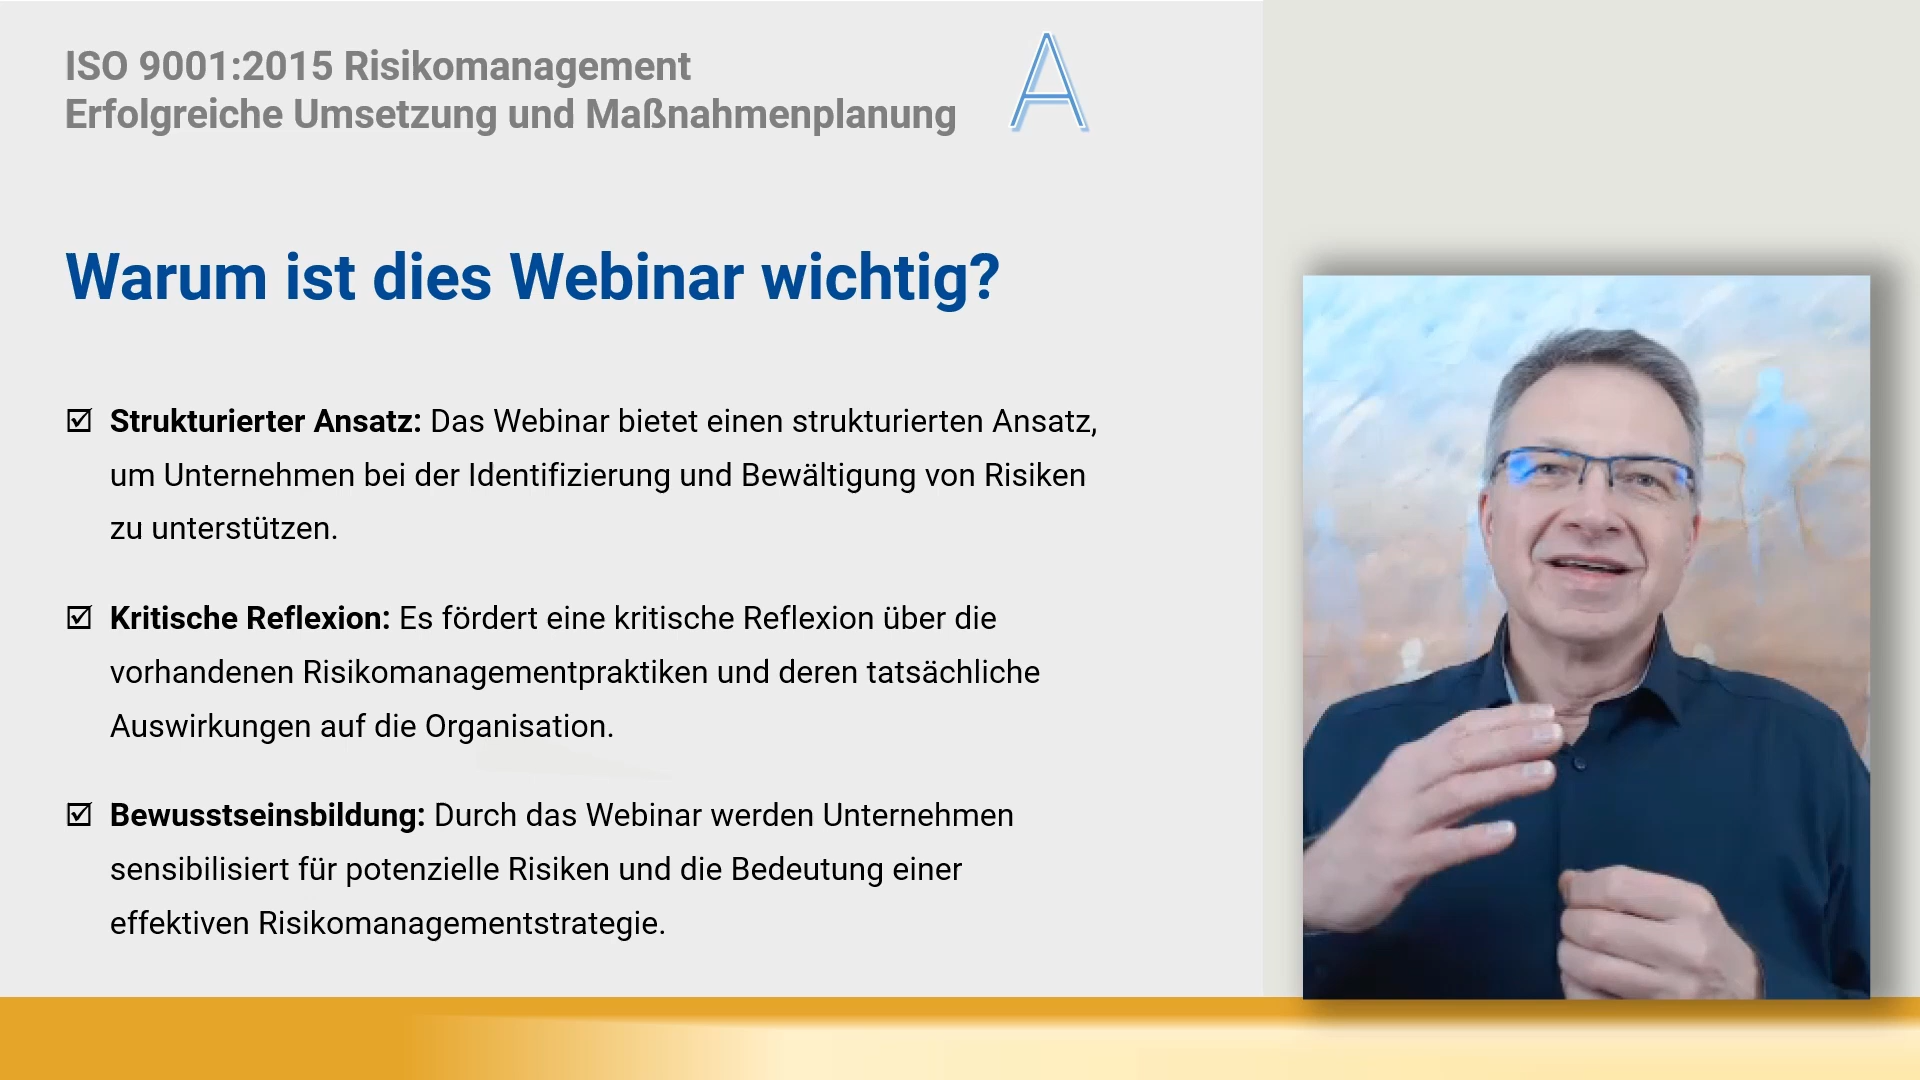 ISO 9001:2015 Risikomanagement
Erfolgreiche Umsetzung und Maßnahmenplanung
A
Warum ist dies Webinar wichtig?
☑ Strukturierter Ansatz: Das Webinar bietet einen strukturierten Ansatz,
um Unternehmen bei der Identifizierung und Bewältigung von Risiken
zu unterstützen.
☑ Kritische Reflexion: Es fördert eine kritische Reflexion über die
vorhandenen Risikomanagementpraktiken und deren tatsächliche
Auswirkungen auf die Organisation.
☑ Bewusstseinsbildung: Durch das Webinar werden Unternehmen
sensibilisiert für potenzielle Risiken und die Bedeutung einer
effektiven Risikomanagementstrategie.